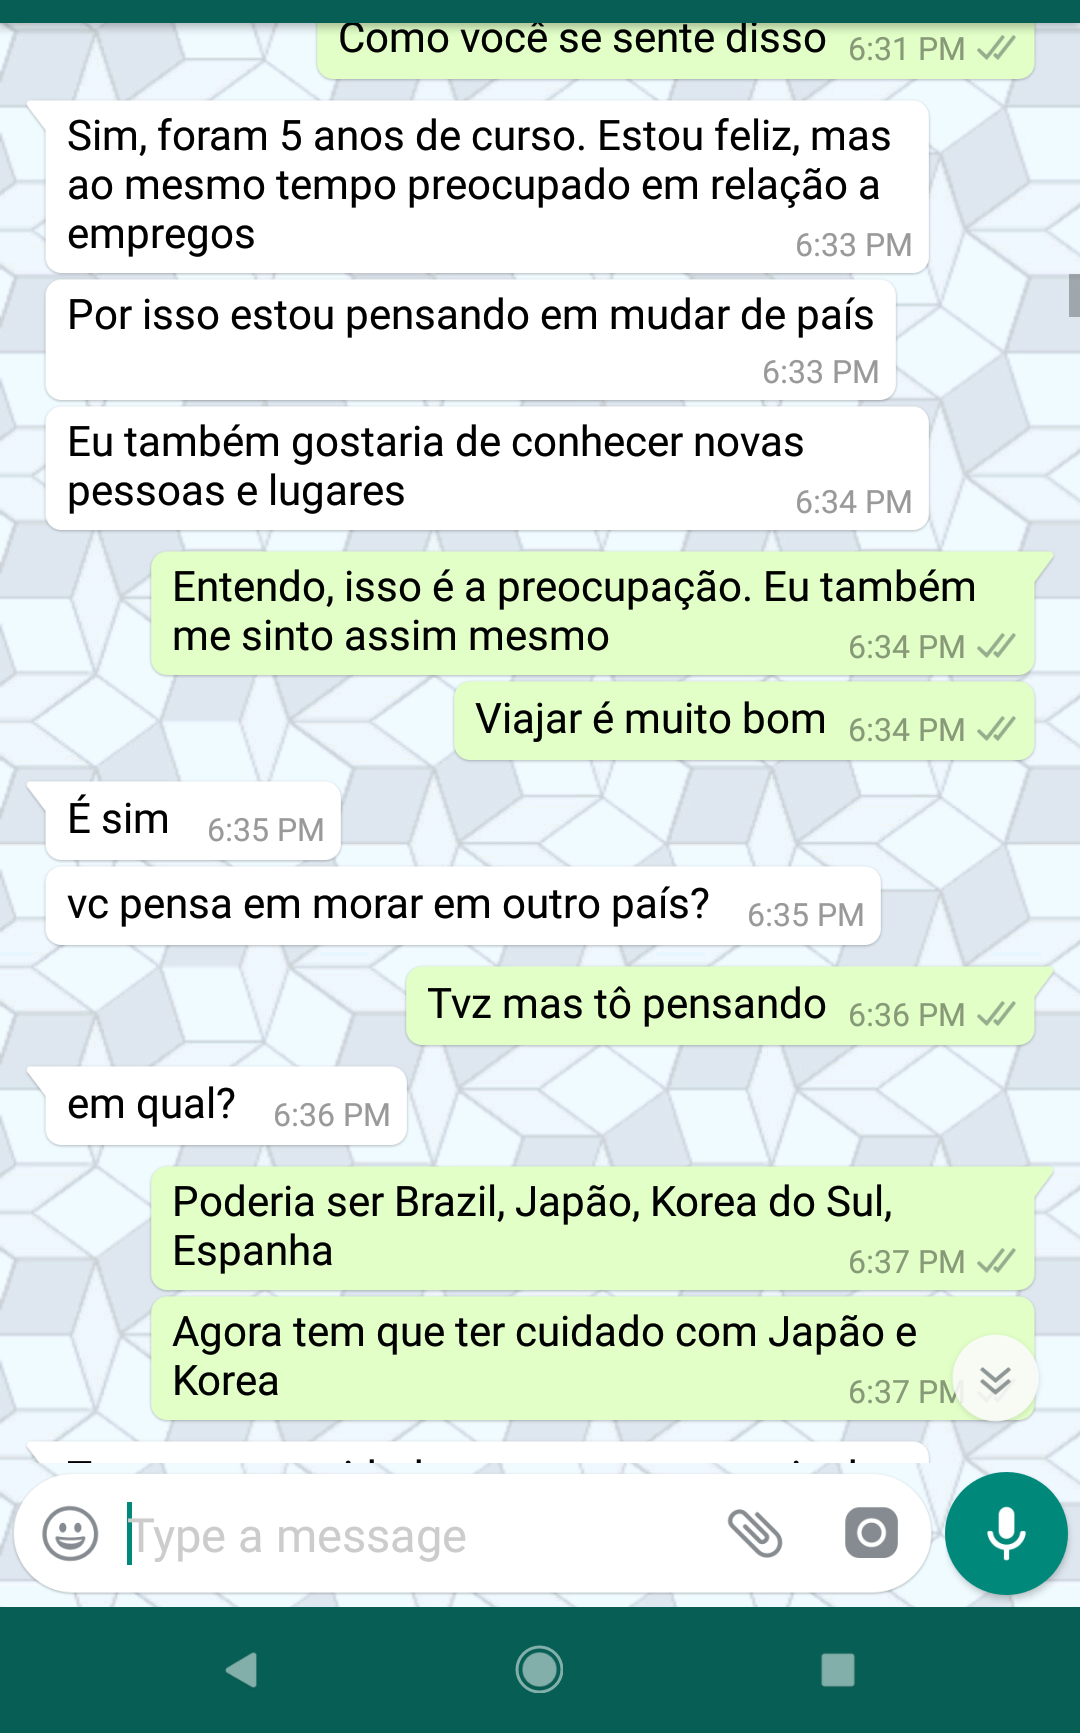 Como você se sente disso 6:31 PM
Sim, foram 5 anos de curso. Estou feliz, mas
ao mesmo tempo preocupado em relação a
empregos 6:33 PM
Por isso estou pensando em mudar de país
6:33 PM
Eu também gostaria de conhecer novas
pessoas e lugares 6:34 PM
Entendo, isso é a preocupação. Eu também
me sinto assim mesmo 6:34 PM
Viajar é muito bom 6:34 PM
É sim 6:35 PM
vc pensa em morar em outro país? 6:35 PM
Tvz mas tô pensando 6:36 PM
em qual? 6:36 PM
Poderia ser Brazil, Japão, Korea do Sul,
Espanha 6:37 PM
Agora tem que ter cuidado com Japão e
Korea 6:37 PM
Type a message